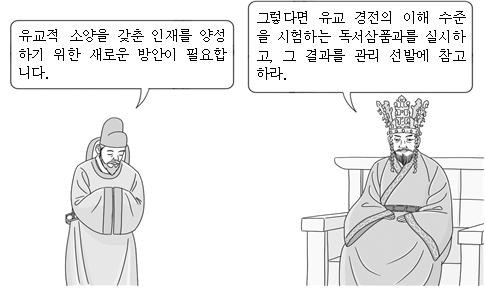 유교적 소양을 갖춘 인재를 양성
하기 위한 새로운 방안이 필요합
니다.
그렇다면 유교 경전의 이해 수준
을 시험하는 독서삼품과를 실시하
고, 그 결과를 관리 선발에 참고
하라.